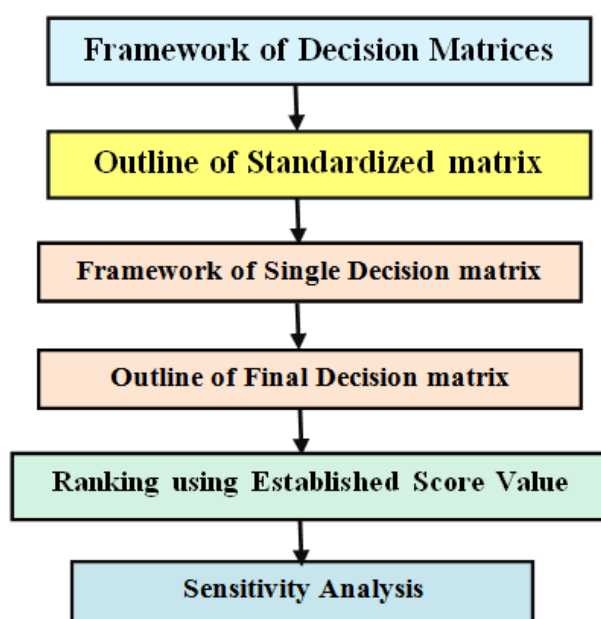 Framework of Decision Matrices
Outline of Standardized matrix
Framework of Single Decision matrix
Outline of Final Decision matrix
Ranking using Established Score Value
Sensitivity Analysis